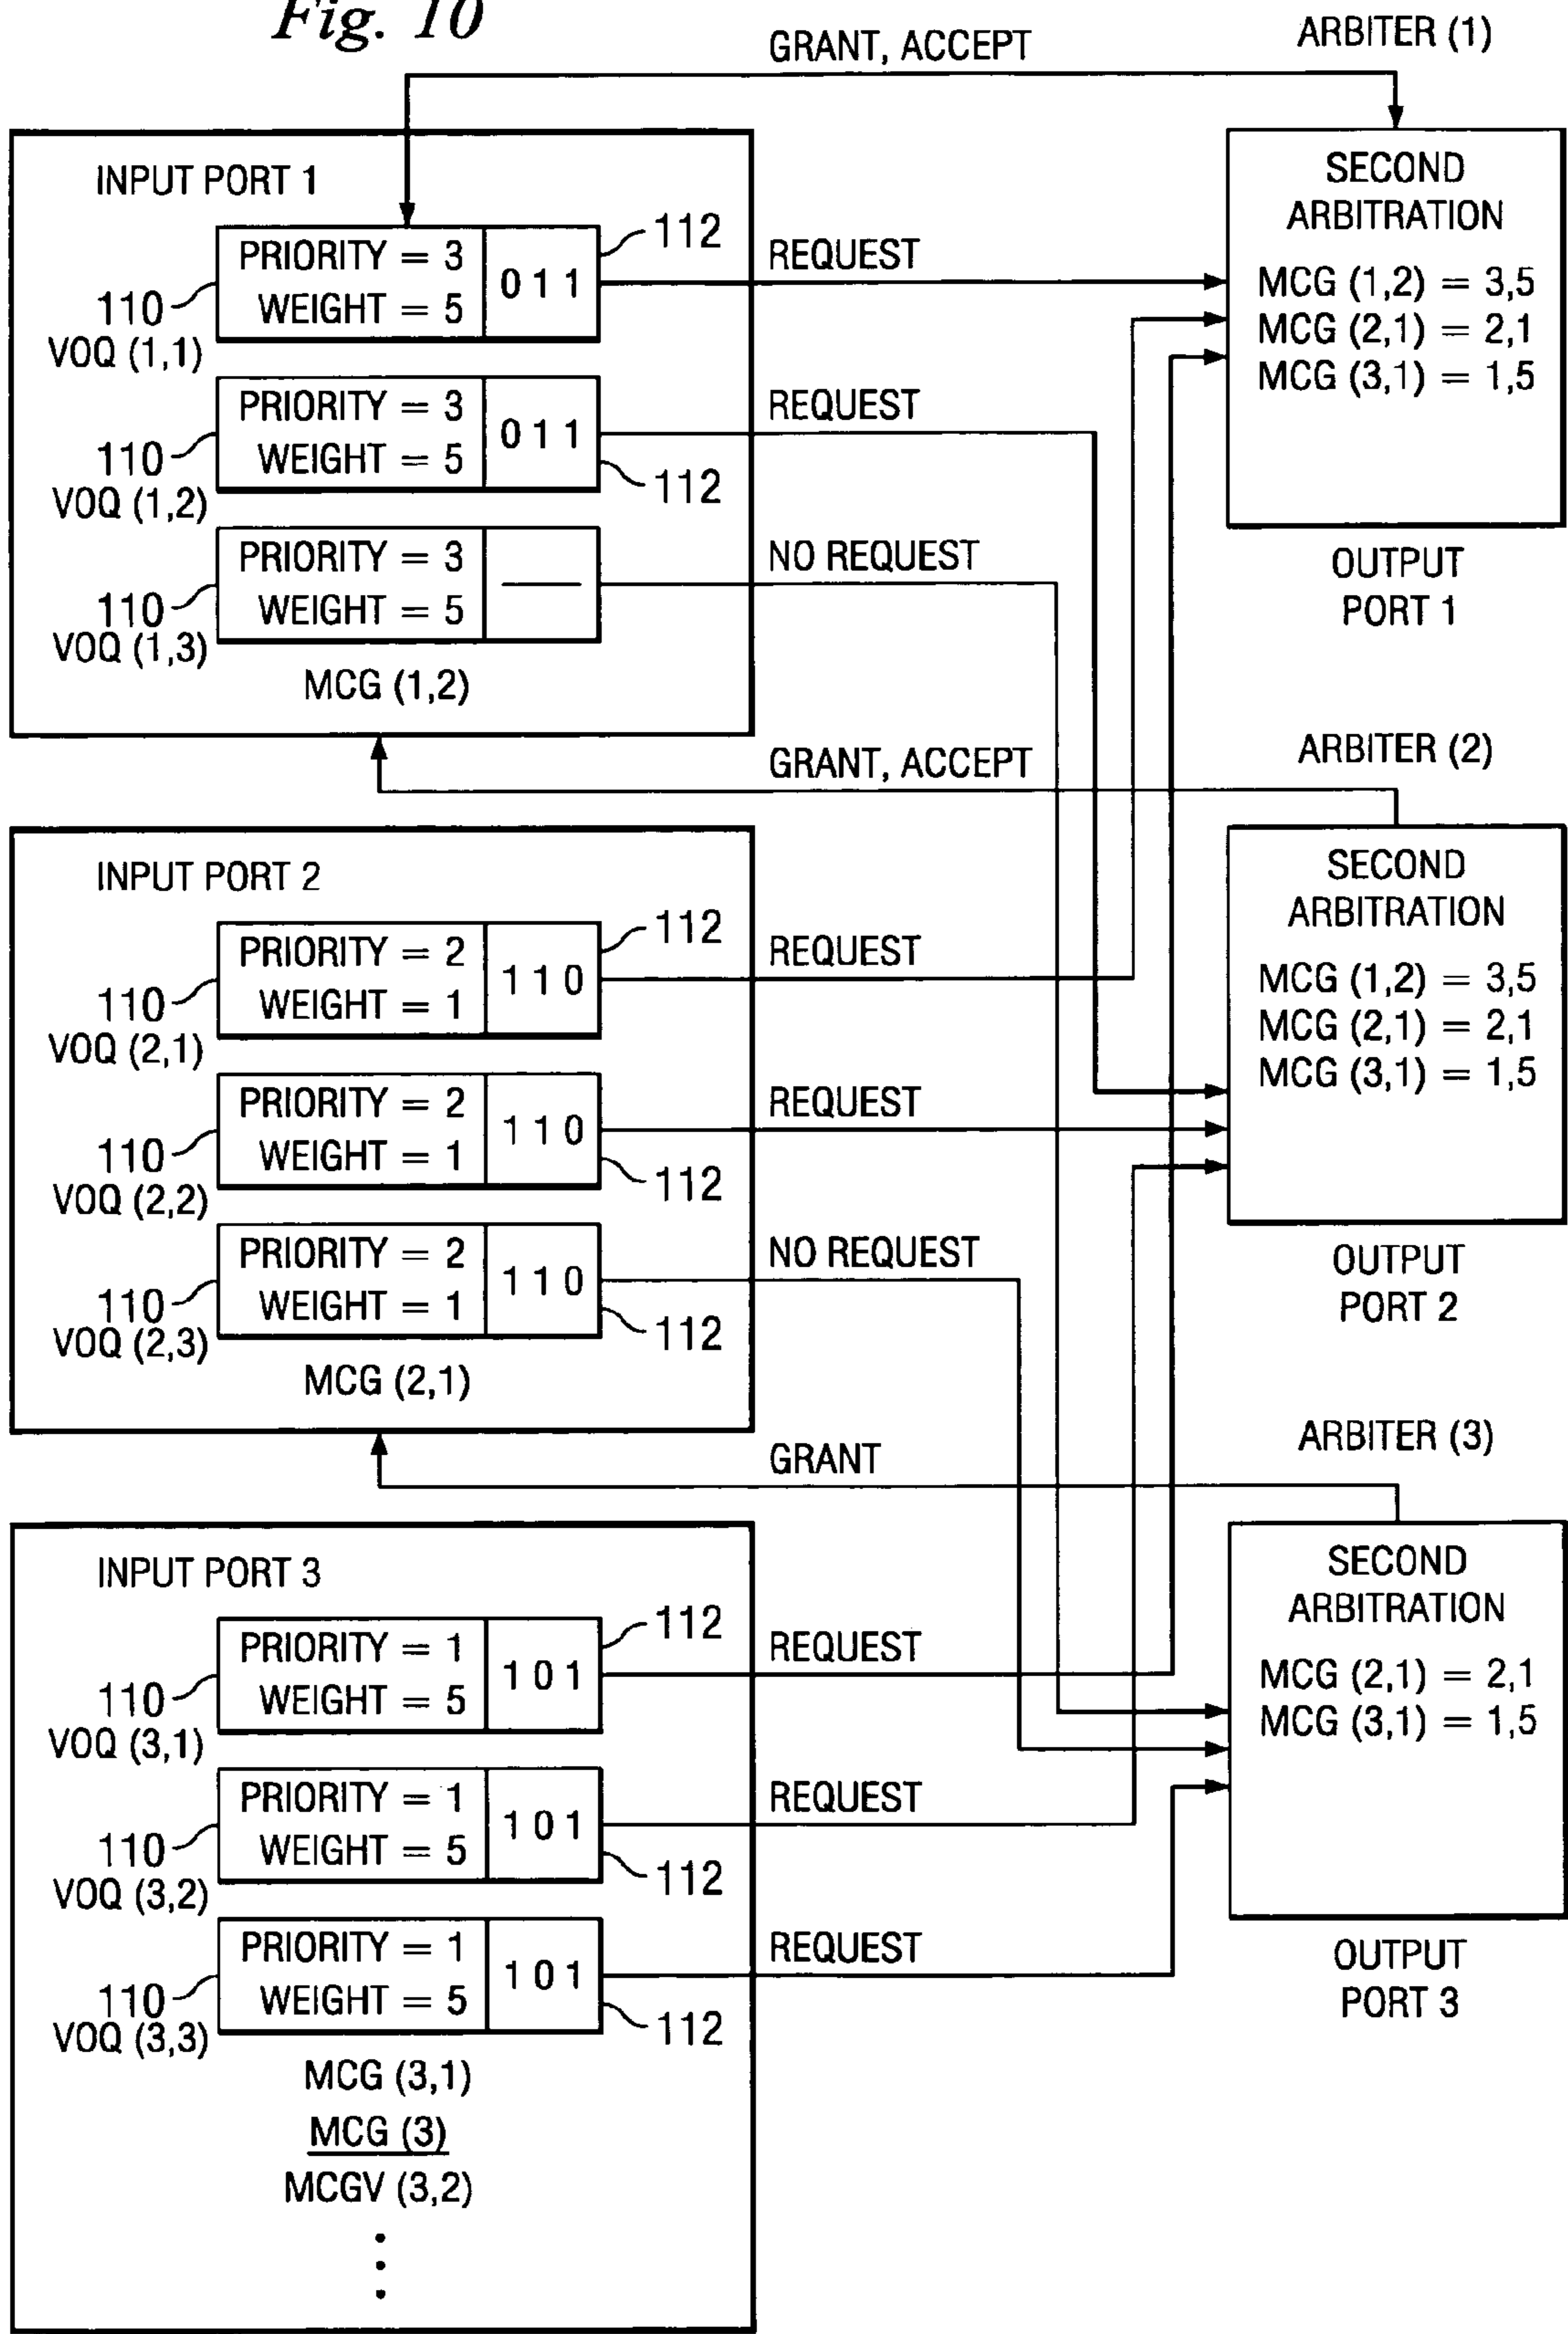 Fig. 10
GRANT, ACCEPT
ARBITER (1)
INPUT PORT 1
PRIORITY = 3
WEIGHT = 5
0 1 1
112
110
VOQ (1,1)
REQUEST
PRIORITY = 3
WEIGHT = 5
0 1 1
112
110
VOQ (1,2)
REQUEST
PRIORITY = 3
WEIGHT = 5
110
VOQ (1,3)
NO REQUEST
MCG (1,2)
SECOND
ARBITRATION
MCG (1,2) = 3,5
MCG (2,1) = 2,1
MCG (3,1) = 1,5
OUTPUT
PORT 1
GRANT, ACCEPT
ARBITER (2)
INPUT PORT 2
PRIORITY = 2
WEIGHT = 1
1 1 0
112
110
VOQ (2,1)
REQUEST
PRIORITY = 2
WEIGHT = 1
1 1 0
112
110
VOQ (2,2)
REQUEST
PRIORITY = 2
WEIGHT = 1
1 1 0
112
110
VOQ (2,3)
NO REQUEST
MCG (2,1)
SECOND
ARBITRATION
MCG (1,2) = 3,5
MCG (2,1) = 2,1
MCG (3,1) = 1,5
OUTPUT
PORT 2
GRANT
ARBITER (3)
INPUT PORT 3
PRIORITY = 1
WEIGHT = 5
1 0 1
112
110
VOQ (3,1)
REQUEST
PRIORITY = 1
WEIGHT = 5
1 0 1
112
110
VOQ (3,2)
REQUEST
PRIORITY = 1
WEIGHT = 5
1 0 1
112
110
VOQ (3,3)
REQUEST
MCG (3,1)
MCG (3)
MCGV (3,2)
SECOND
ARBITRATION
MCG (2,1) = 2,1
MCG (3,1) = 1,5
OUTPUT
PORT 3